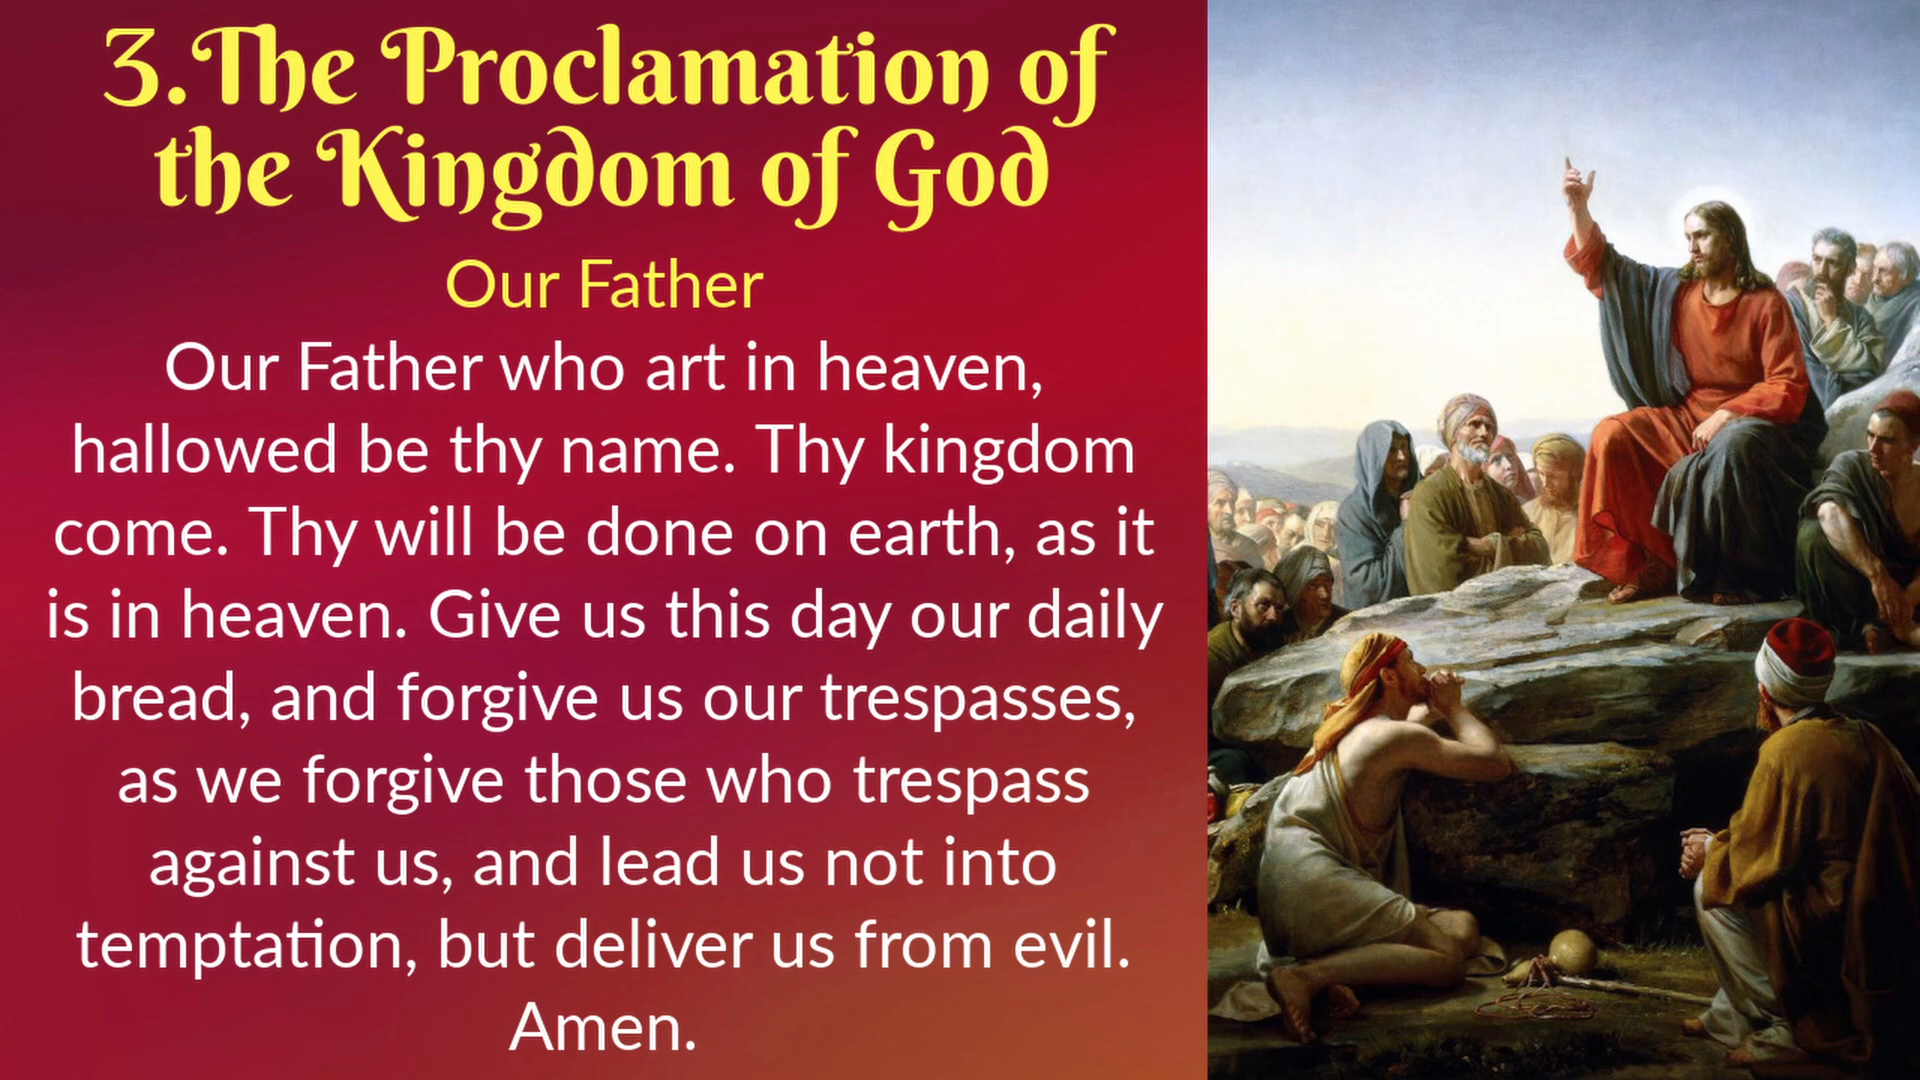 3.The Proclamation of
the Kingdom of God
Our Father
Our Father who art in heaven,
hallowed be thy name. Thy kingdom
come. Thy will be done on earth, as it
is in heaven. Give us this day our daily
bread, and forgive us our trespasses,
as we forgive those who trespass
against us, and lead us not into
temptation, but deliver us from evil.
Amen.